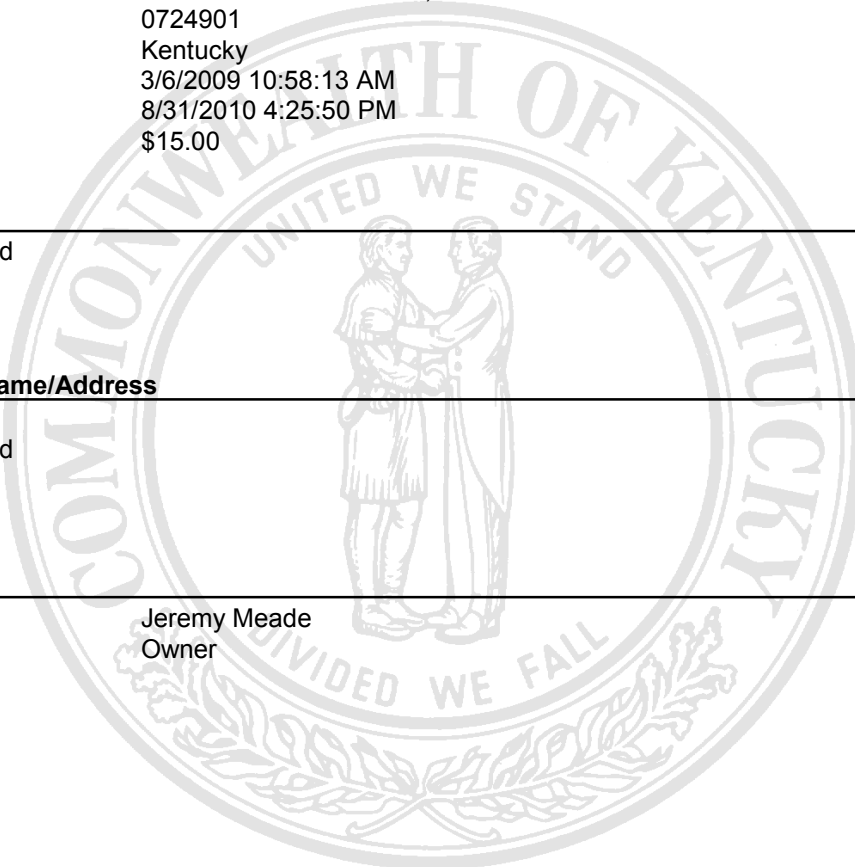 0724901
Kentucky
3/6/2009 10:58:13 AM
8/31/2010 4:25:50 PM
$15.00
COMMONWEALTH OF KENTUCKY
UNITED WE STAND
d
ame/Address
d
Jeremy Meade
Owner
DIVIDED WE FALL